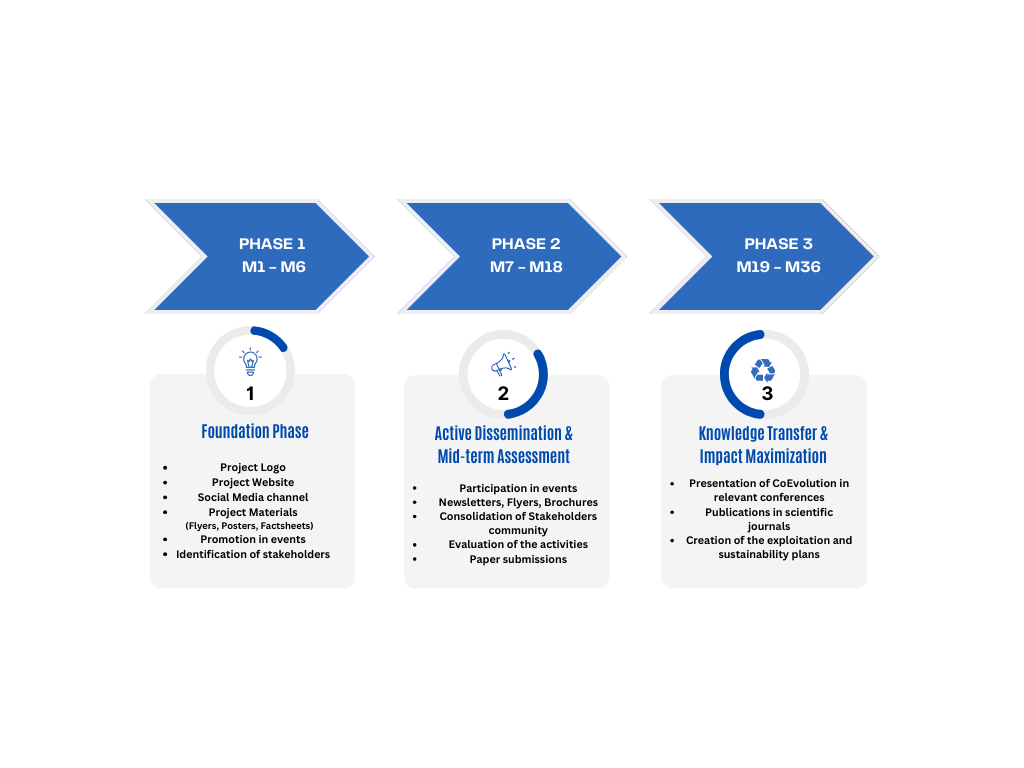 PHASE 1
M1 – M6
PHASE 2
M7 – M18
PHASE 3
M19 – M36
1
Foundation Phase
• Project Logo
• Project Website
• Social Media channel
• Project Materials
(Flyers, Posters, Factsheets)
• Promotion in events
• Identification of stakeholders
2
Active Dissemination &
Mid-term Assessment
• Participation in events
• Newsletters, Flyers, Brochures
• Consolidation of Stakeholders
community
• Evaluation of the activities
• Paper submissions
3
Knowledge Transfer &
Impact Maximization
• Presentation of CoEvolution in
relevant conferences
• Publications in scientific
journals
• Creation of the exploitation and
sustainability plans